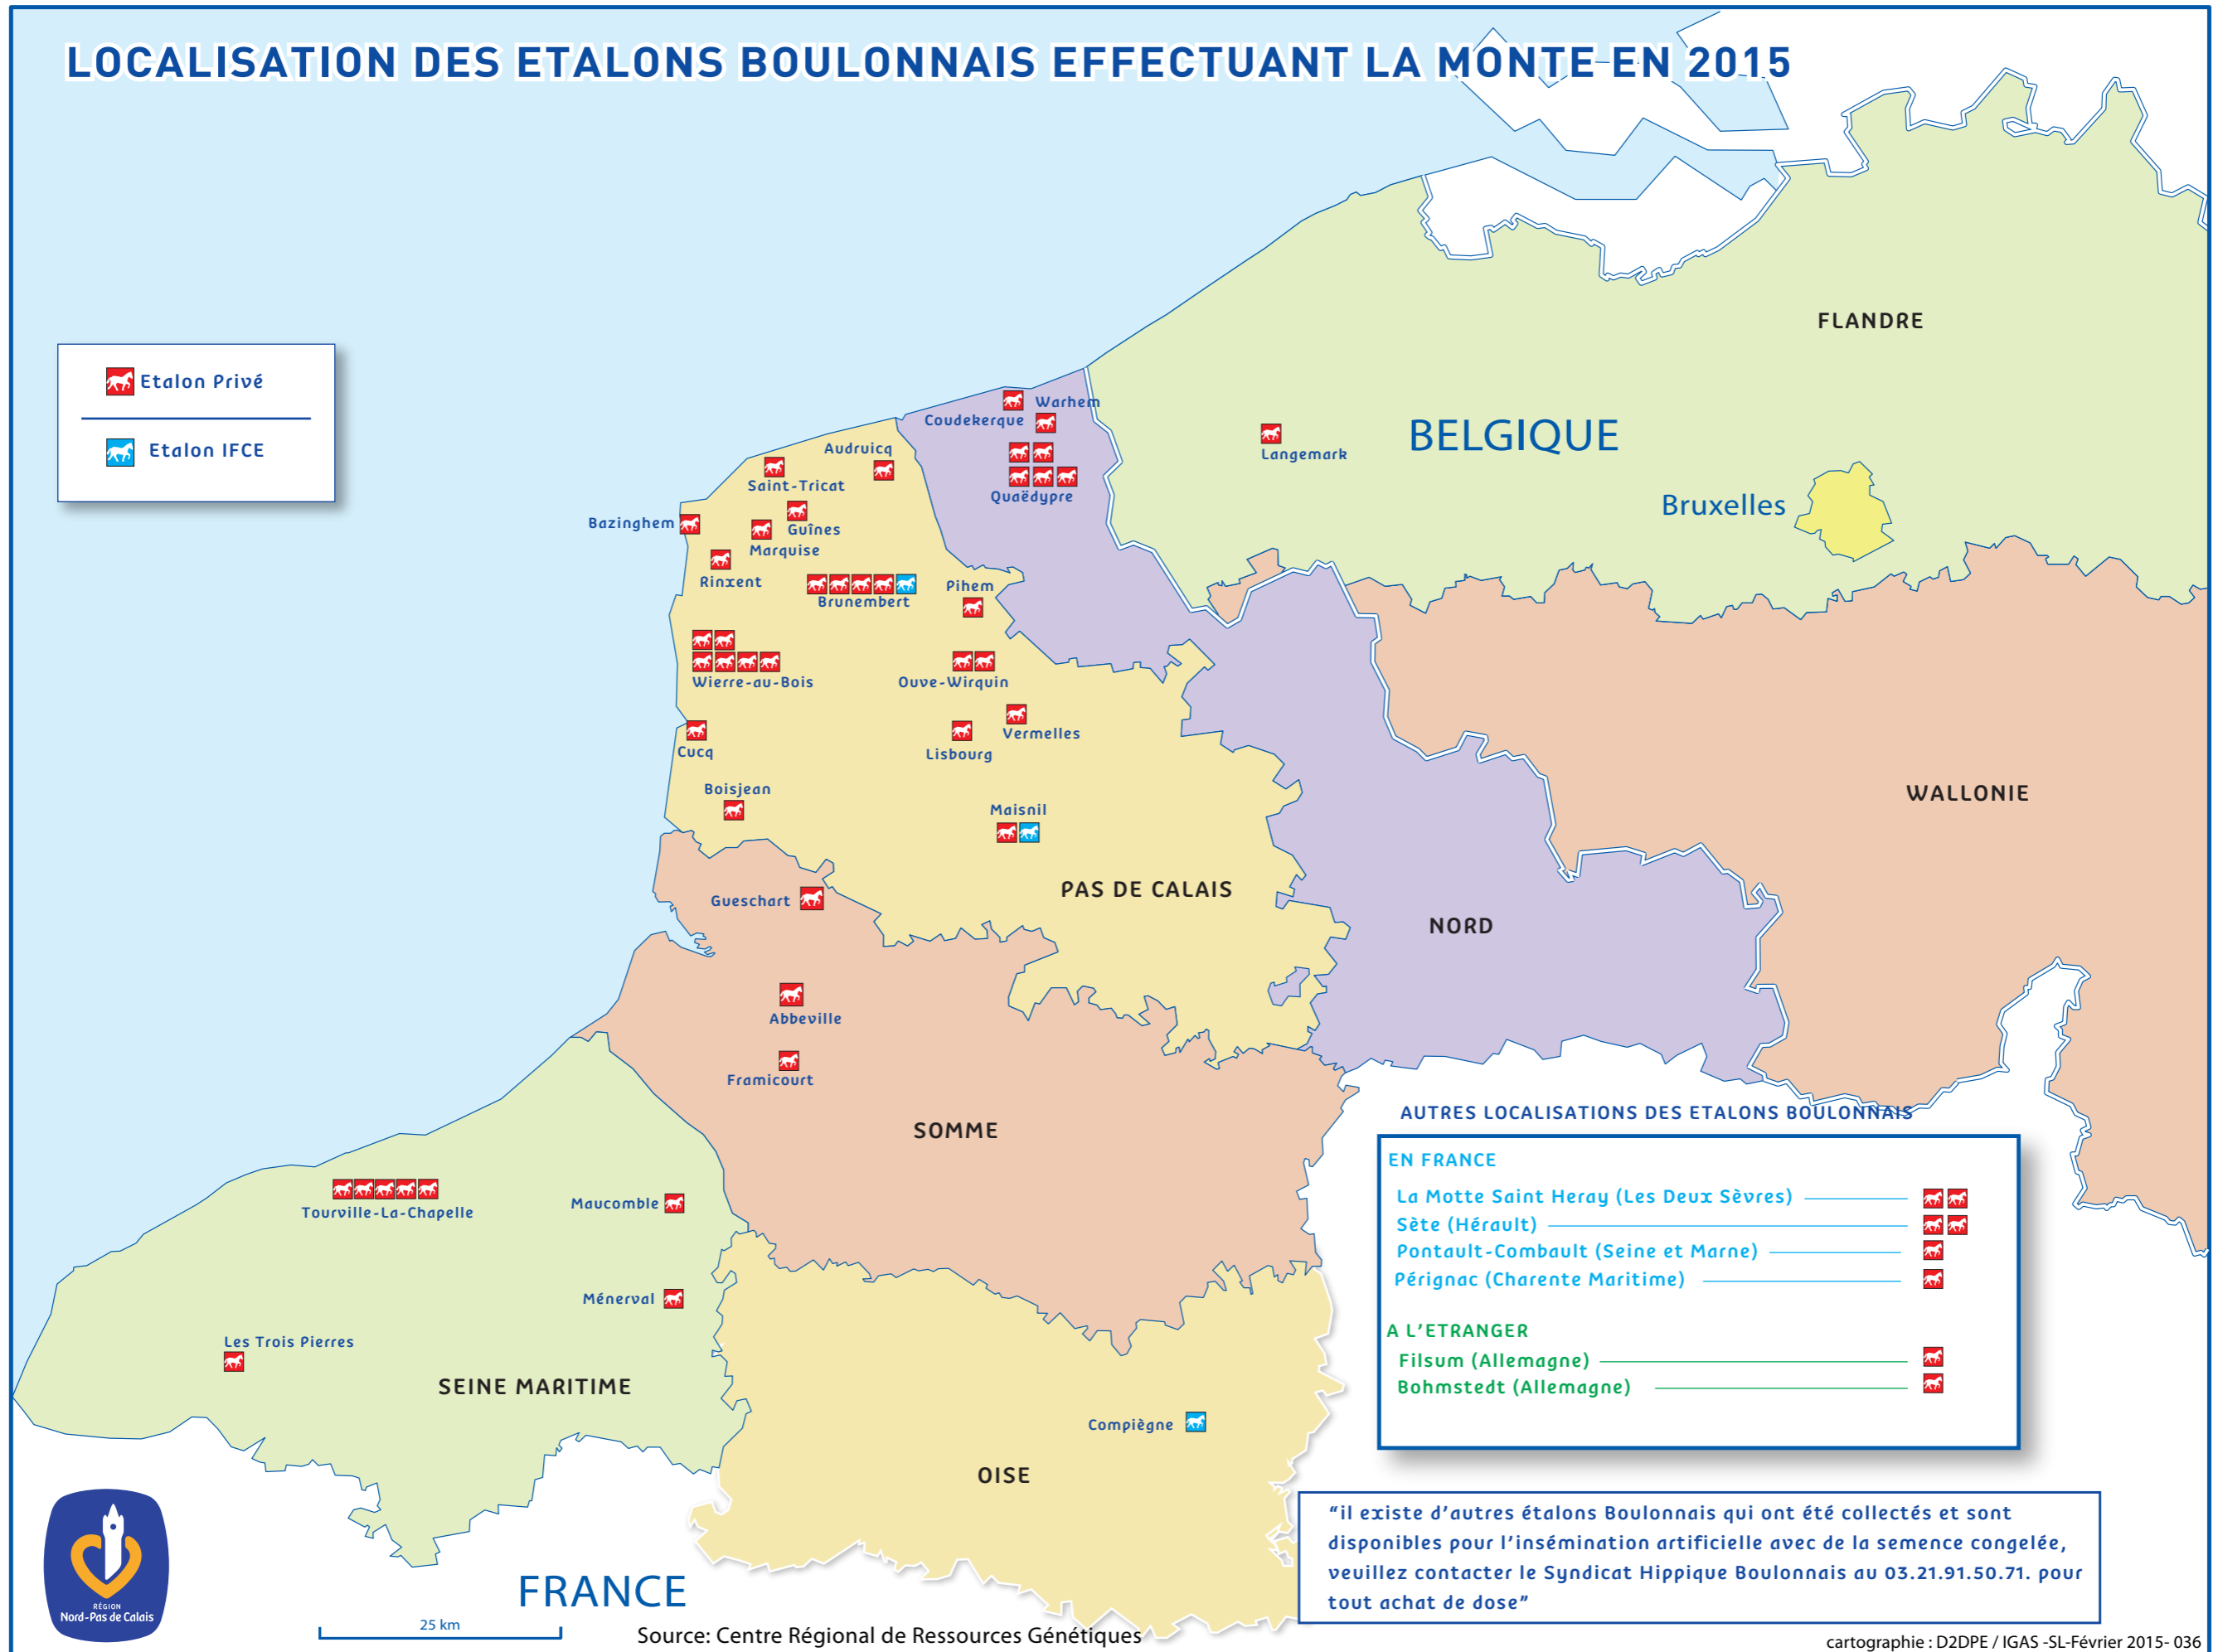 LOCALISATION DES ETALONS BOULONNAIS EFFECTUANT LA MONTE EN 2015
Etalon Privé
Etalon IFCE
FLANDRE
BELGIQUE
Bruxelles
Langemark
Warhem
Coudekerque
Quaëdypre
Audruicq
Saint-Tricat
Bazinghem
Guînes
Marquise
Rinxent
Brunembert
Pihem
Wierre-au-Bois
Ouve-Wirquin
Vermelles
Lisbourg
Cucq
Boisjean
Maisnil
WALLONIE
PAS DE CALAIS
NORD
Gueschart
Abbeville
Framicourt
SOMME
Tourville-La-Chapelle
Maucomble
Ménerval
Les Trois Pierres
SEINE MARITIME
Compiègne
OISE
AUTRES LOCALISATIONS DES ETALONS BOULONNAIS
EN FRANCE
La Motte Saint Heray (Les Deux Sèvres)
Sète (Hérault)
Pontault-Combault (Seine et Marne)
Pérignac (Charente Maritime)
A L'ETRANGER
Filsum (Allemagne)
Bohmstedt (Allemagne)
“il existe d’autres étalons Boulonnais qui ont été collectés et sont
disponibles pour l’insémination artificielle avec de la semence congelée,
veuillez contacter le Syndicat Hippique Boulonnais au 03.21.91.50.71. pour
tout achat de dose”
RÉGION
Nord-Pas de Calais
FRANCE
25 km
Source: Centre Régional de Ressources Génétiques
cartographie : D2DPE / IGAS -SL-Février 2015- 036